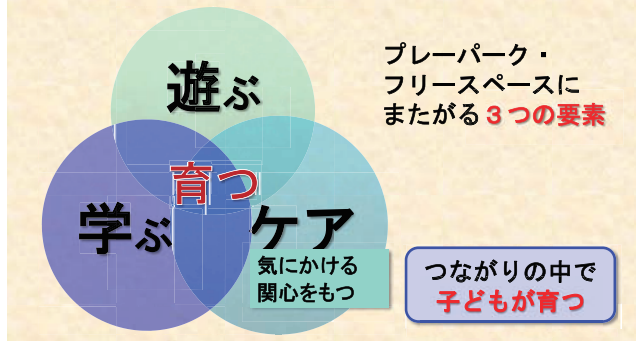 遊ぶ
育つ
学ぶ
ケア
気にかける
関心をもつ
プレーパーク・
フリースペースに
またがる３つの要素
つながりの中で
子どもが育つ